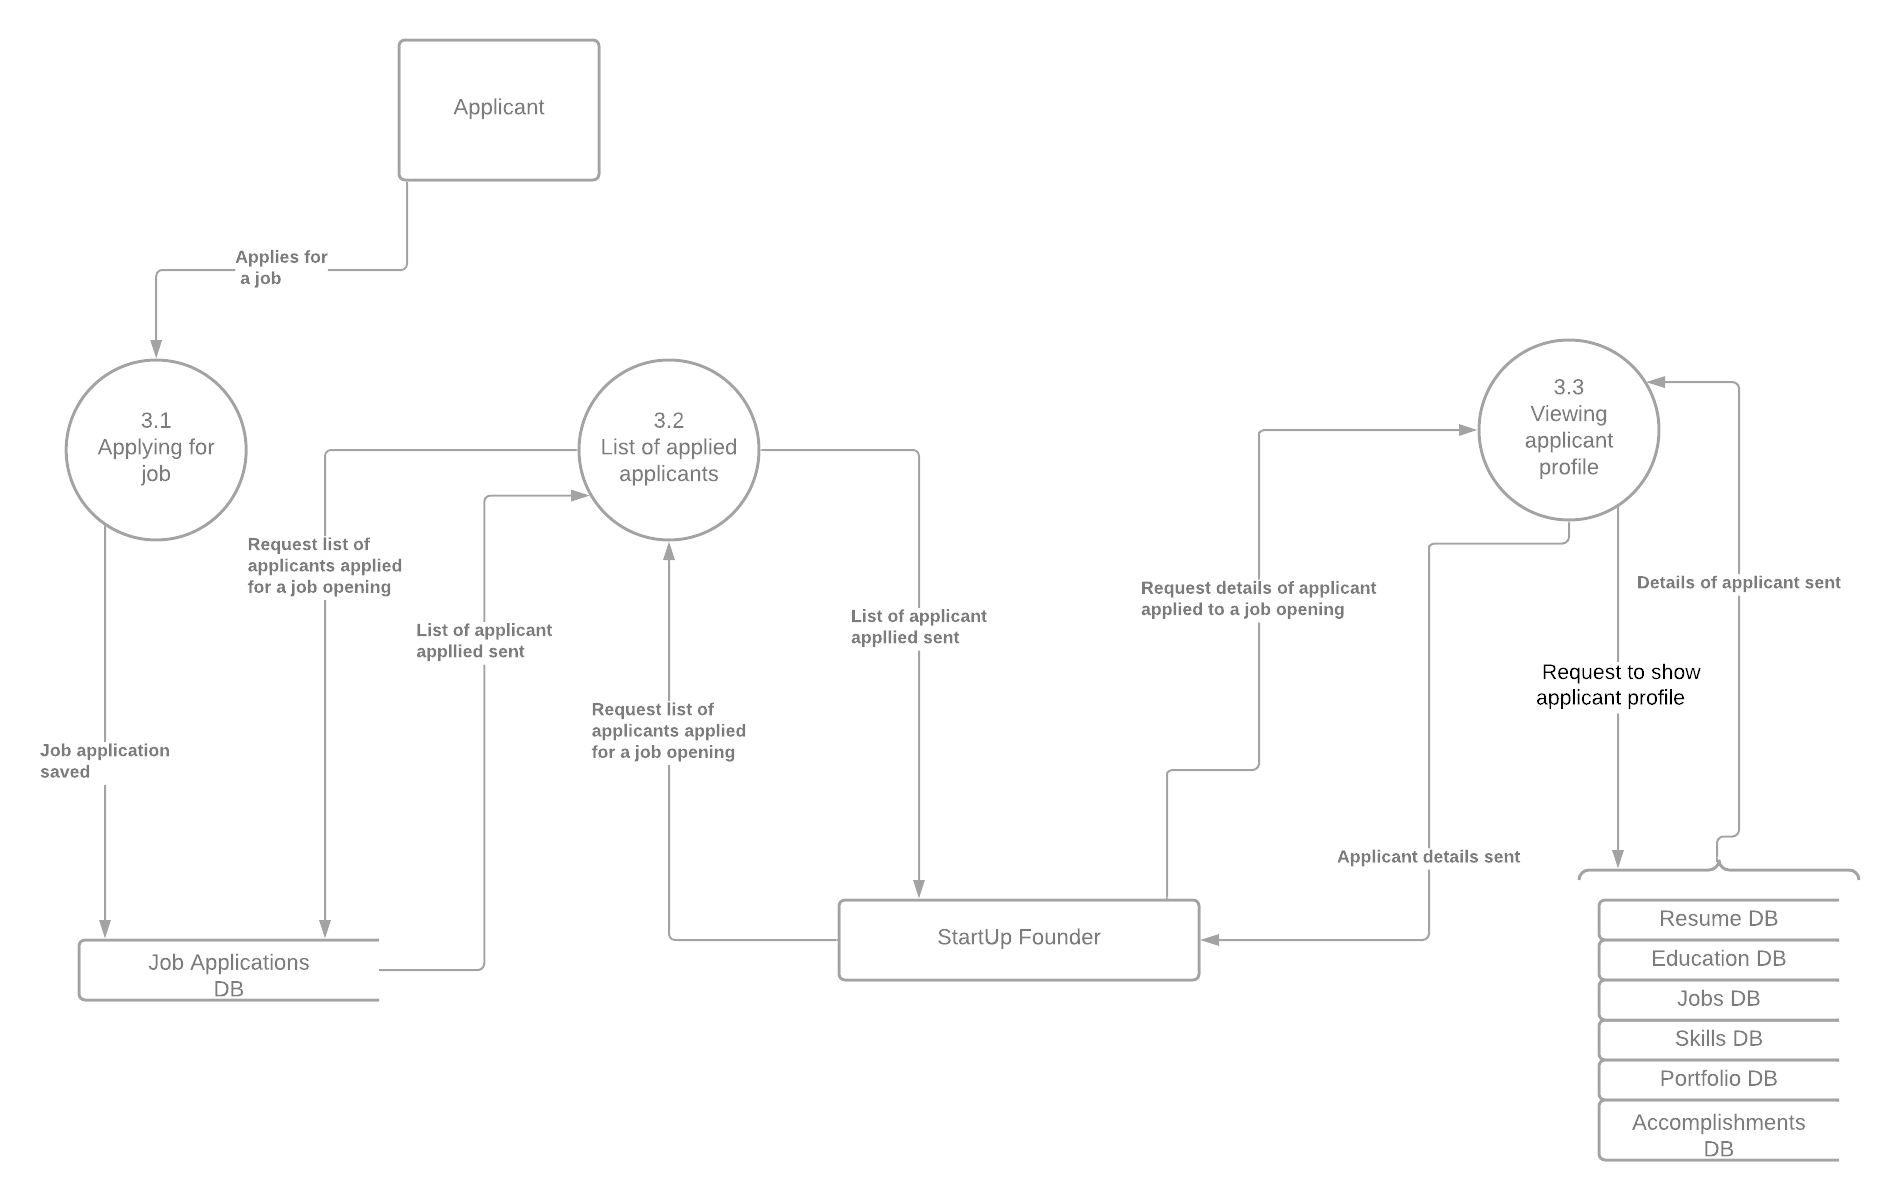 Applicant
Applies for
a job
3.1
Applying for
job
3.2
List of applied
applicants
3.3
Viewing
applicant
profile
Request list of
applicants applied
for a job opening
List of applicant
appllied sent
List of applicant
appllied sent
Request list of
applicants applied
for a job opening
Request details of applicant
applied to a job opening
Details of applicant sent
Request to show
applicant profile
Job application
saved
Applicant details sent
Job Applications
DB
StartUp Founder
Resume DB
Education DB
Jobs DB
Skills DB
Portfolio DB
Accomplishments
DB